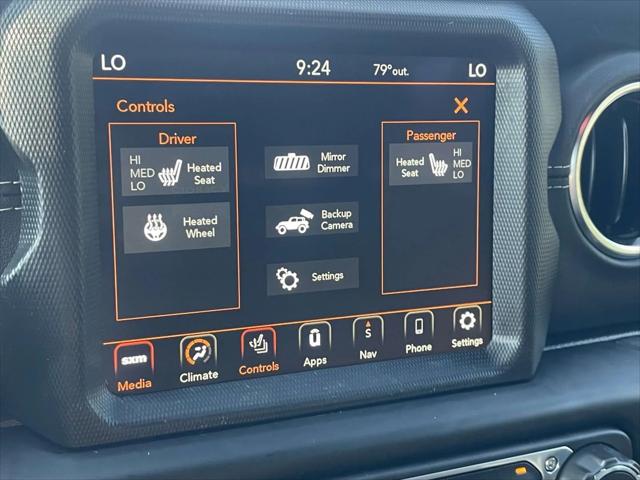 LO 9:24 79°out. LO
Controls
Driver
HI
MED
LO
Heated
Seat
Heated
Wheel
Mirror
Dimmer
Backup
Camera
Settings
Passenger
Heated
Seat
HI
MED
LO
sxm
Media
Climate
Controls
Apps
S
Nav
Phone
Settings